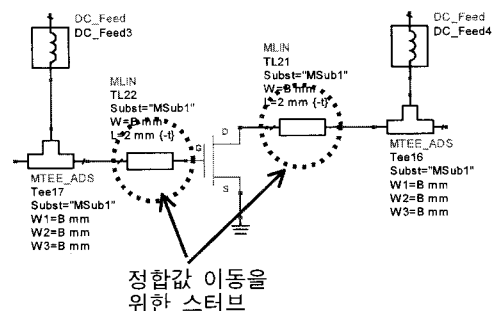 DC_Feed
DC_Feed3
DC_Feed
DC_Feed4
MLIN
TL21
Subst="MSub1"
W=B mm
L=2 mm {-t}
MLIN
TL22
Subst="MSub1"
W=B mm
L=2 mm {-t}
G
D
S
MTEE_ADS
Tee17
Subst="MSub1"
W1=B mm
W2=B mm
W3=B mm
MTEE_ADS
Tee16
Subst="MSub1"
W1=B mm
W2=B mm
W3=B mm
정합값 이동을
위한 스터브